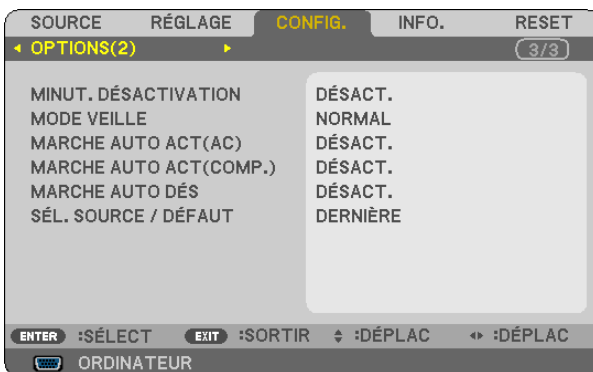 SOURCE RÉGLAGE CONFIG. INFO. RESET
OPTIONS(2) 3/3
MINUT. DÉSACTIVATION DÉSACT.
MODE VEILLE NORMAL
MARCHE AUTO ACT(AC) DÉSACT.
MARCHE AUTO ACT(COMP.) DÉSACT.
MARCHE AUTO DÉS DÉSACT.
SÉL. SOURCE / DÉFAUT DERNIÈRE
ENTER :SÉLECT EXIT :SORTIR :DÉPLAC :DÉPLAC
ORDINATEUR